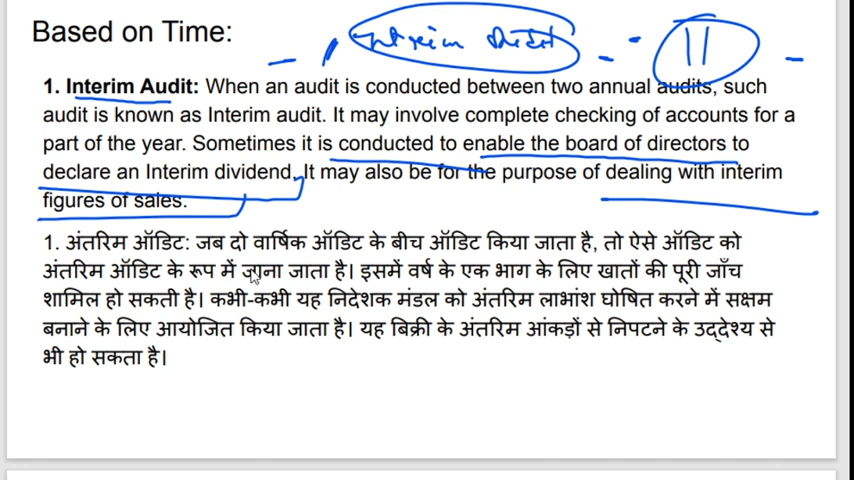 Based on Time:
Interim Audit
11
1. Interim Audit: When an audit is conducted between two annual audits, such
audit is known as Interim audit. It may involve complete checking of accounts for a
part of the year. Sometimes it is conducted to enable the board of directors to
declare an Interim dividend. It may also be for the purpose of dealing with interim
figures of sales.
1. अंतरिम ऑडिट: जब दो वार्षिक ऑडिट के बीच ऑडिट किया जाता है, तो ऐसे ऑडिट को
अंतरिम ऑडिट के रूप में जाना जाता है। इसमें वर्ष के एक भाग के लिए खातों की पूरी जाँच
शामिल हो सकती है। कभी-कभी यह निदेशक मंडल को अंतरिम लाभांश घोषित करने में सक्षम
बनाने के लिए आयोजित किया जाता है। यह बिक्री के अंतरिम आंकड़ों से निपटने के उद्देश्य से
भी हो सकता है।